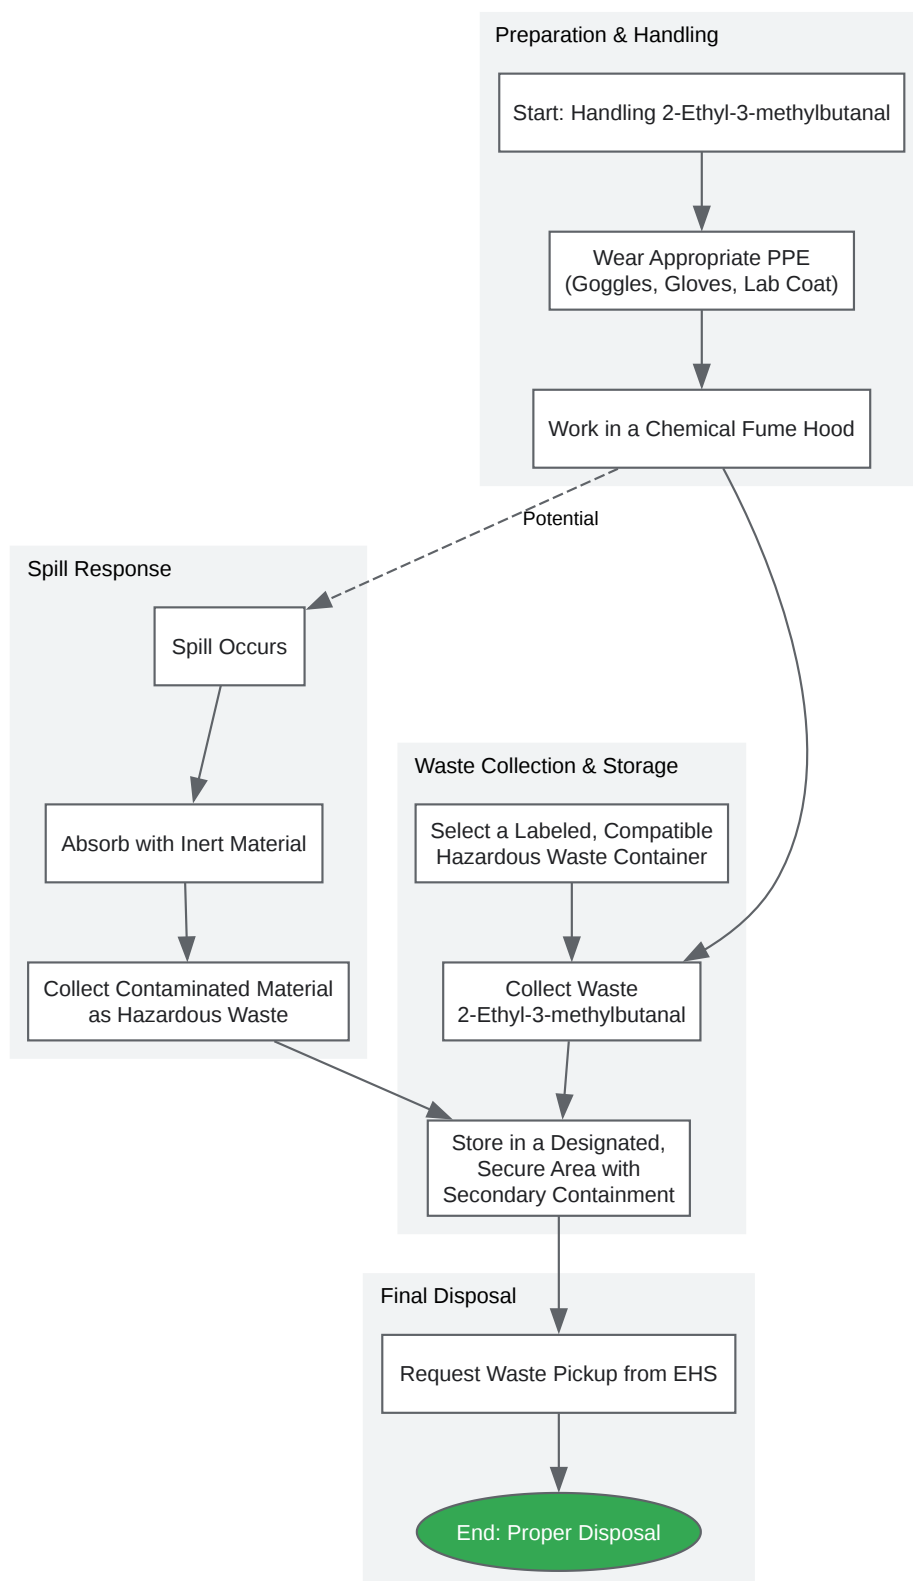 Preparation & Handling
Start: Handling 2-Ethyl-3-methylbutanal
Wear Appropriate PPE
(Goggles, Gloves, Lab Coat)
Work in a Chemical Fume Hood
Potential
Spill Response
Spill Occurs
Absorb with Inert Material
Collect Contaminated Material
as Hazardous Waste
Waste Collection & Storage
Select a Labeled, Compatible
Hazardous Waste Container
Collect Waste
2-Ethyl-3-methylbutanal
Store in a Designated,
Secure Area with
Secondary Containment
Final Disposal
Request Waste Pickup from EHS
End: Proper Disposal